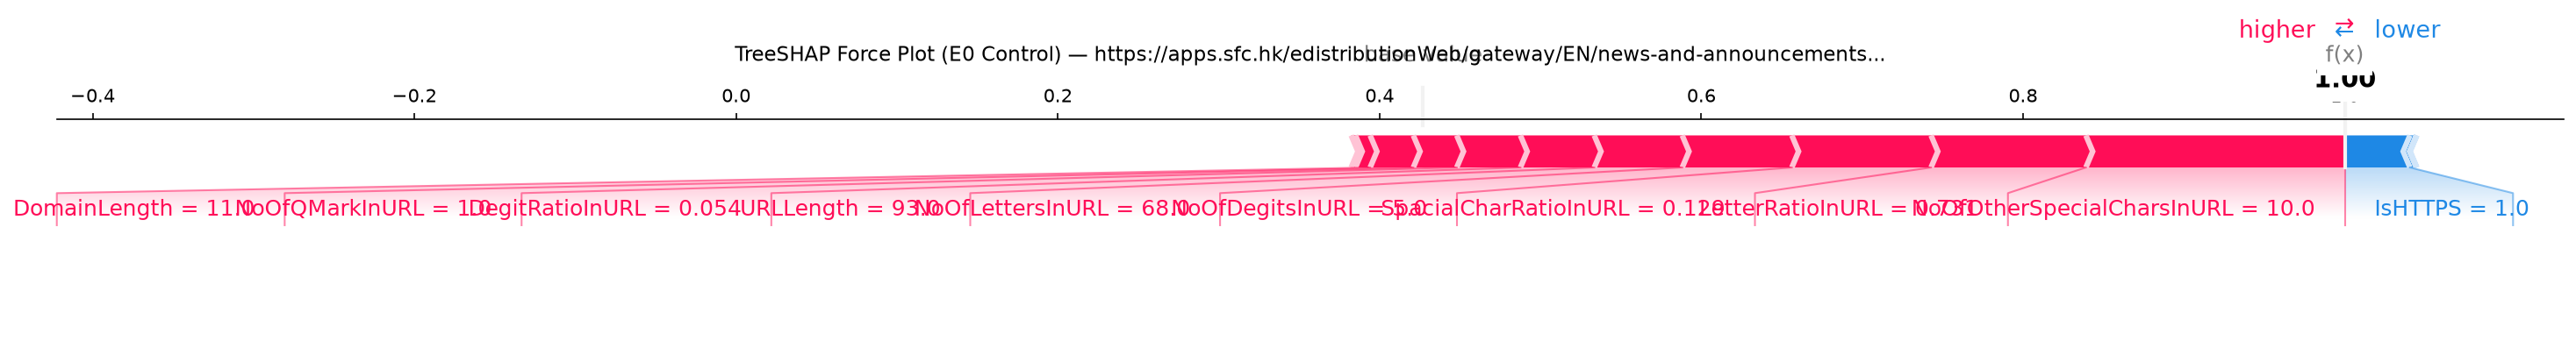 higher ⇄ lower
TreeSHAP Force Plot (E0 Control) — https://apps.sfc.hk/edistributionWeb/gateway/EN/news-and-announcements...
base value
f(x)
1.00
−0.4 −0.2 0.0 0.2 0.4 0.6 0.8
DomainLength = 11.0 NoOfQMarkInURL = 1.0 DegitRatioInURL = 0.054 URLLength = 93.0 NoOfLettersInURL = 68.0 NoOfDegitsInURL = 5.0 SpacialCharRatioInURL = 0.129 LetterRatioInURL = 0.731 NoOfOtherSpecialCharsInURL = 10.0 IsHTTPS = 1.0